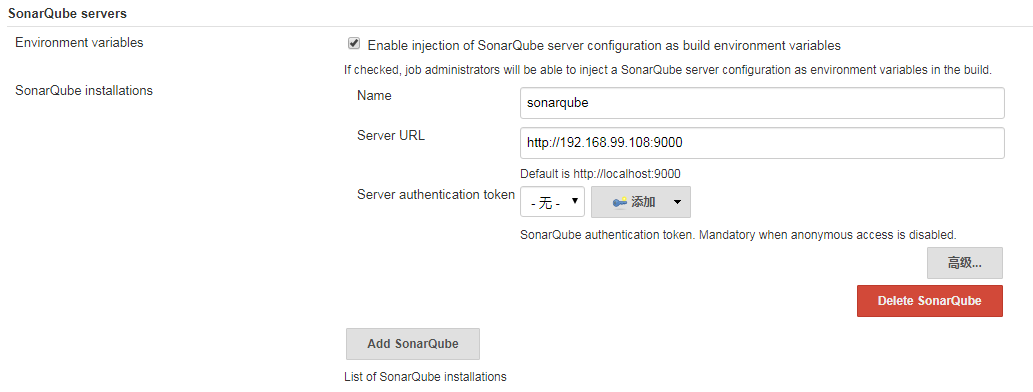 SonarQube servers
Environment variables
Enable injection of SonarQube server configuration as build environment variables
If checked, job administrators will be able to inject a SonarQube server configuration as environment variables in the build.
SonarQube installations
Name
sonarqube
Server URL
http://192.168.99.108:9000
Default is http://localhost:9000
Server authentication token
- 无 -
添加
SonarQube authentication token. Mandatory when anonymous access is disabled.
高级...
Delete SonarQube
Add SonarQube
List of SonarQube installations